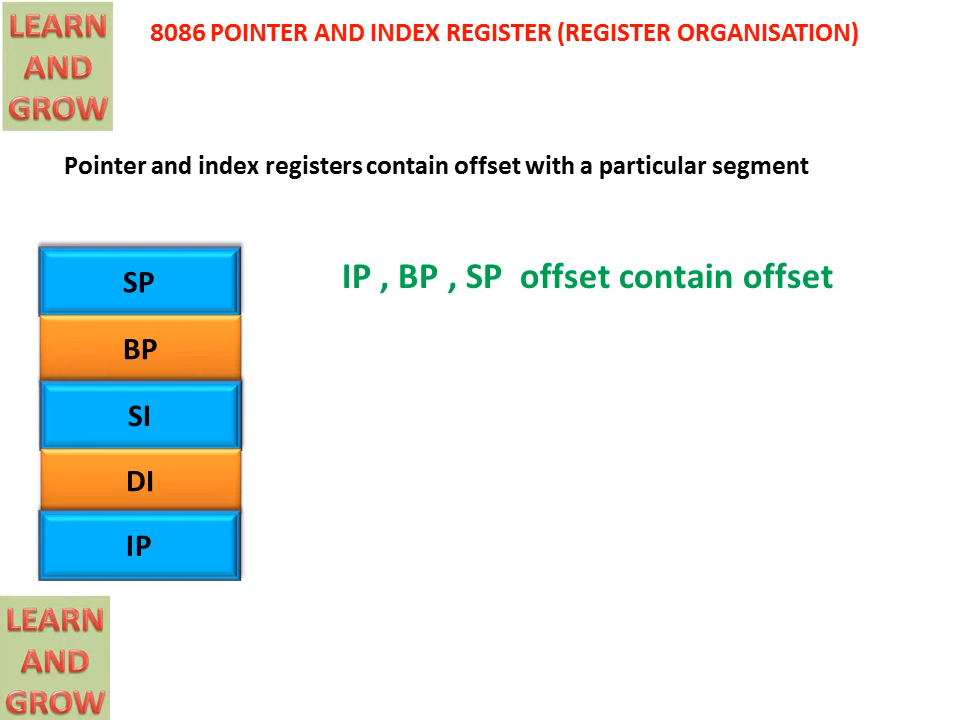 LEARN
AND
GROW
8086 POINTER AND INDEX REGISTER (REGISTER ORGANISATION)
Pointer and index registers contain offset with a particular segment
SP
BP
SI
DI
IP
IP , BP , SP offset contain offset
LEARN
AND
GROW